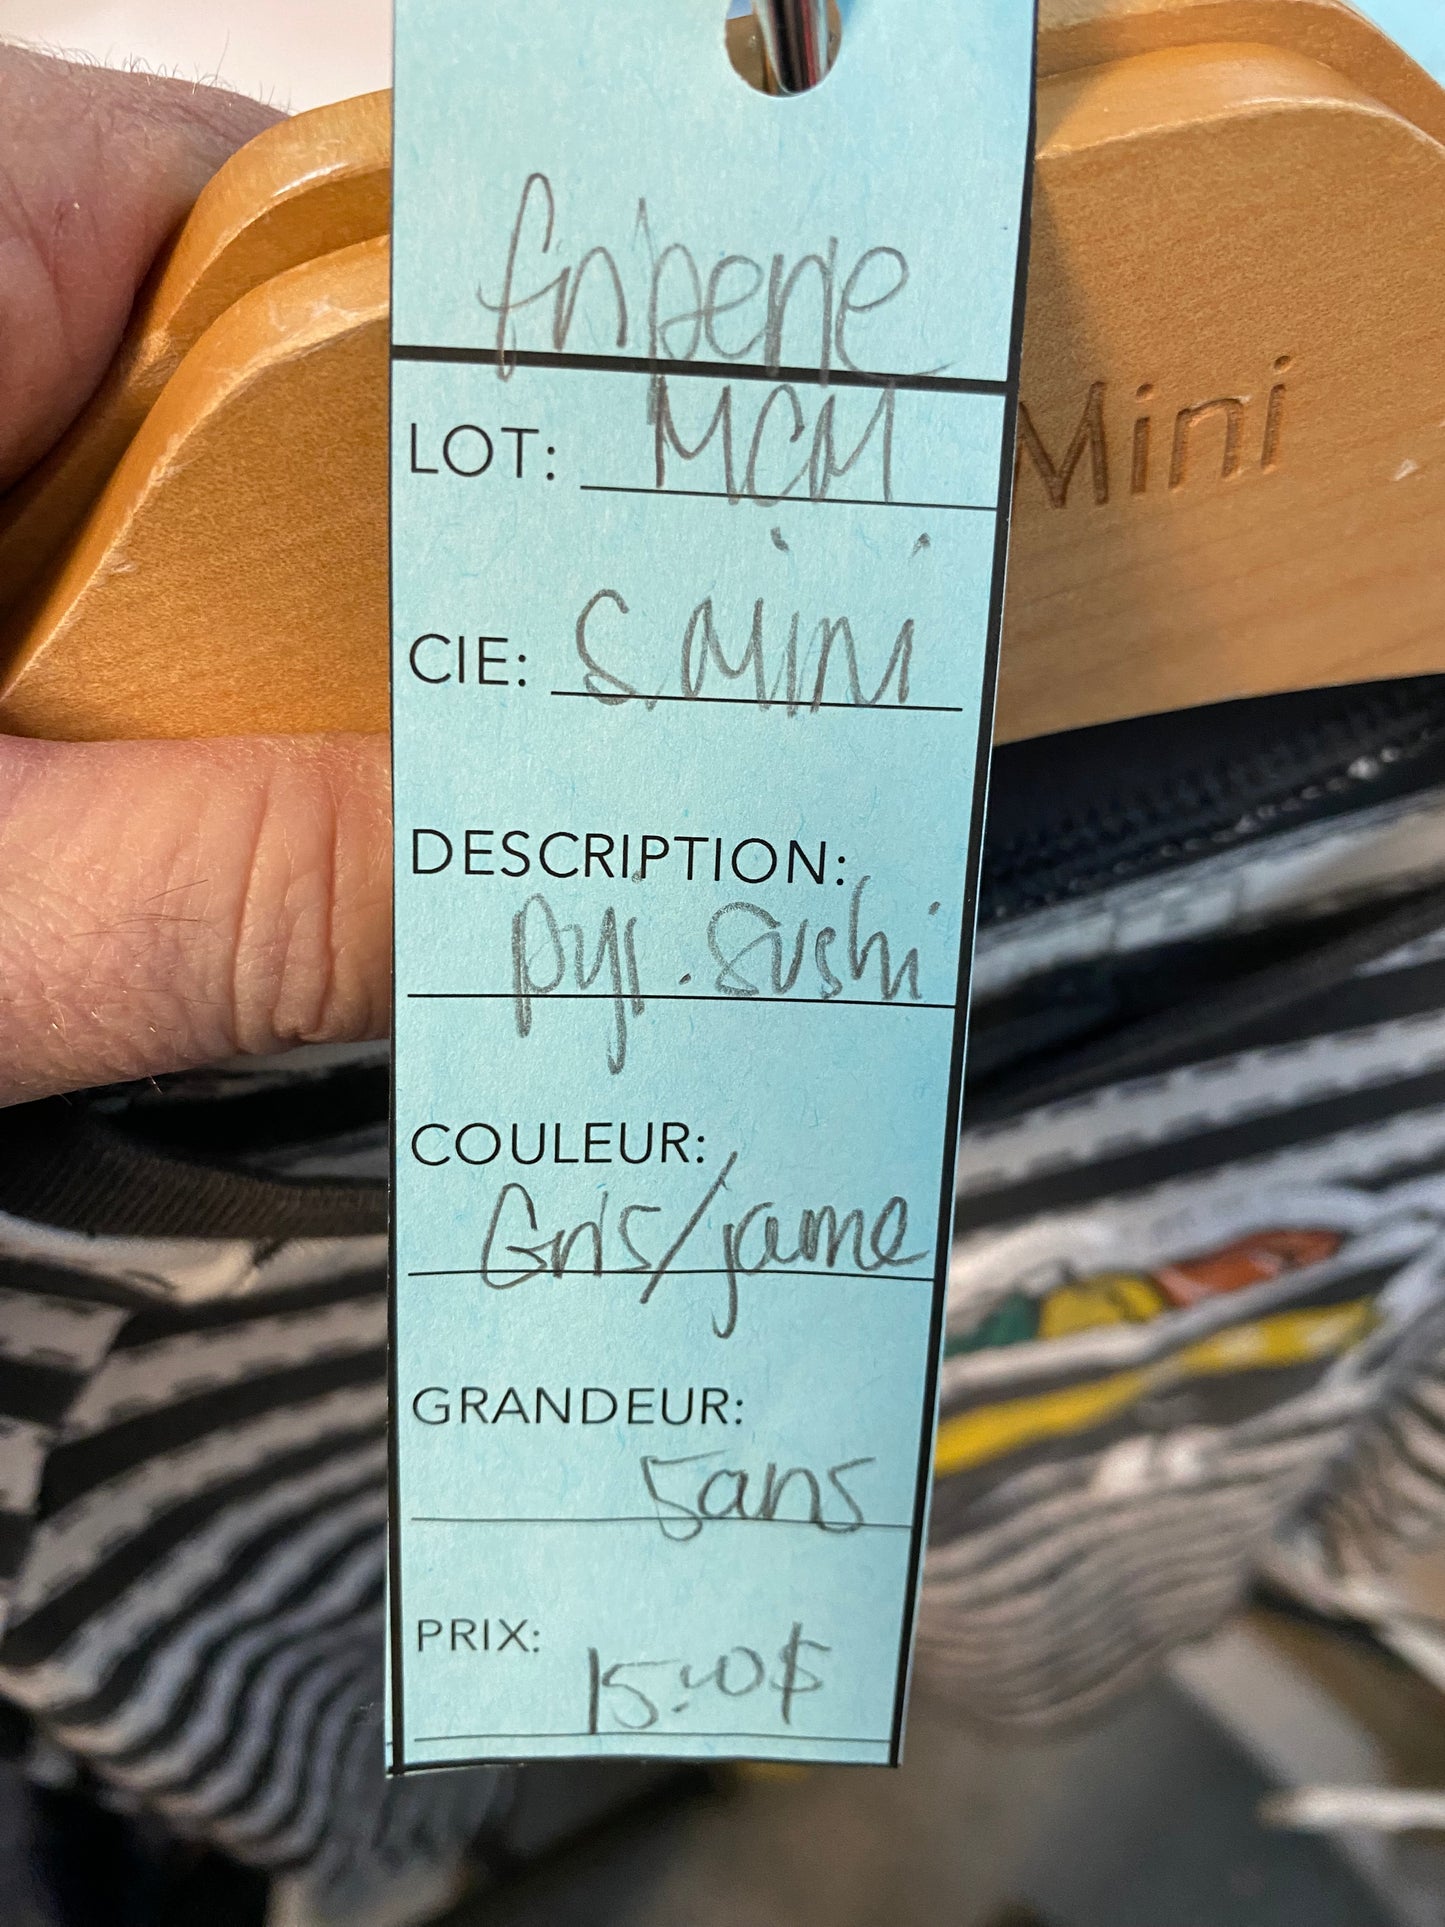 friperie
LOT: MCM
Mini
CIE: S. Mini
DESCRIPTION:
pyj. sushi
COULEUR:
Gris/jaune
GRANDEUR:
5ans
PRIX: 15.00$